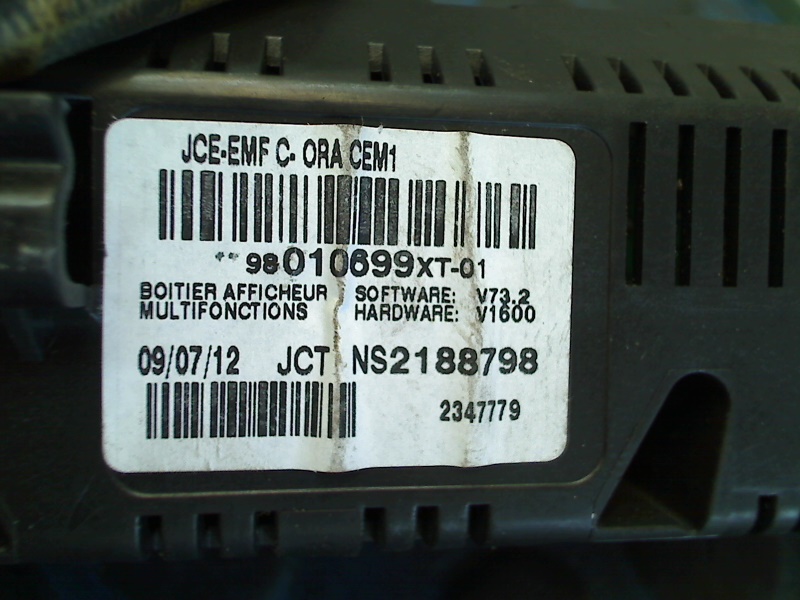 JCE-EMF C- ORA CEM1
98010699XT-01
BOITIER AFFICHEUR SOFTWARE: V73.2
MULTIFONCTIONS HARDWARE: V1600
09/07/12 JCT NS2188798
2347779